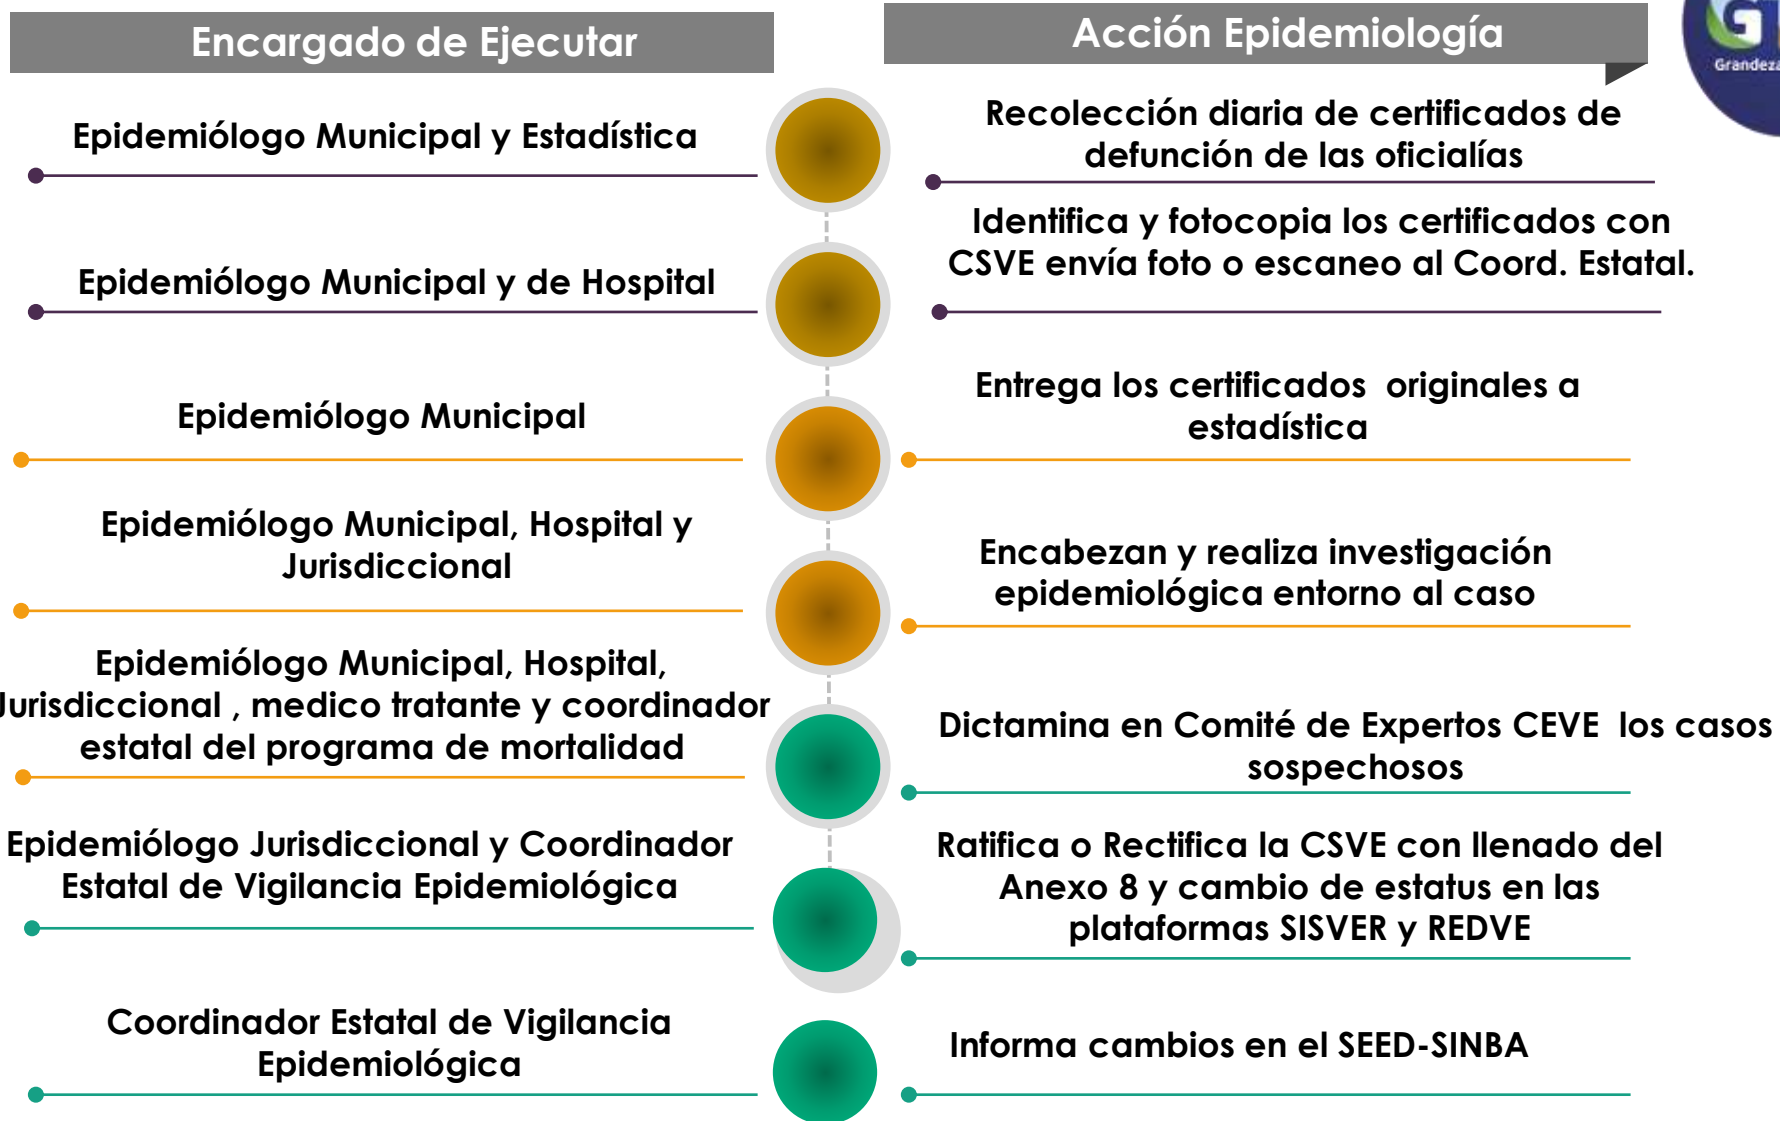 Encargado de Ejecutar
Acción Epidemiología
Grandeza
Epidemiólogo Municipal y Estadística
Recolección diaria de certificados de
defunción de las oficialías
Epidemiólogo Municipal y de Hospital
Identifica y fotocopia los certificados con
CSVE envía foto o escaneo al Coord. Estatal.
Epidemiólogo Municipal
Entrega los certificados originales a
estadística
Epidemiólogo Municipal, Hospital y
Jurisdiccional
Encabezan y realiza investigación
epidemiológica entorno al caso
Epidemiólogo Municipal, Hospital,
Jurisdiccional , medico tratante y coordinador
estatal del programa de mortalidad
Dictamina en Comité de Expertos CEVE los casos
sospechosos
Epidemiólogo Jurisdiccional y Coordinador
Estatal de Vigilancia Epidemiológica
Ratifica o Rectifica la CSVE con llenado del
Anexo 8 y cambio de estatus en las
plataformas SISVER y REDVE
Coordinador Estatal de Vigilancia
Epidemiológica
Informa cambios en el SEED-SINBA